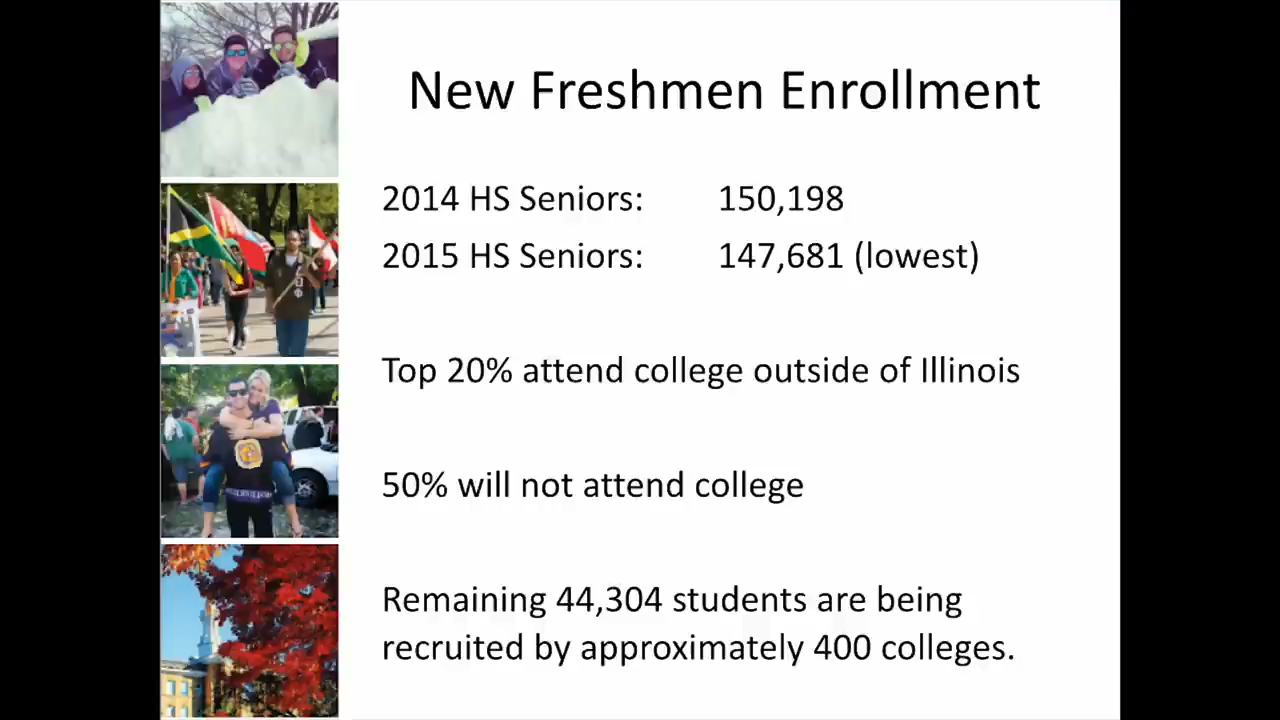 New Freshmen Enrollment
2014 HS Seniors: 150,198
2015 HS Seniors: 147,681 (lowest)
Top 20% attend college outside of Illinois
50% will not attend college
Remaining 44,304 students are being
recruited by approximately 400 colleges.